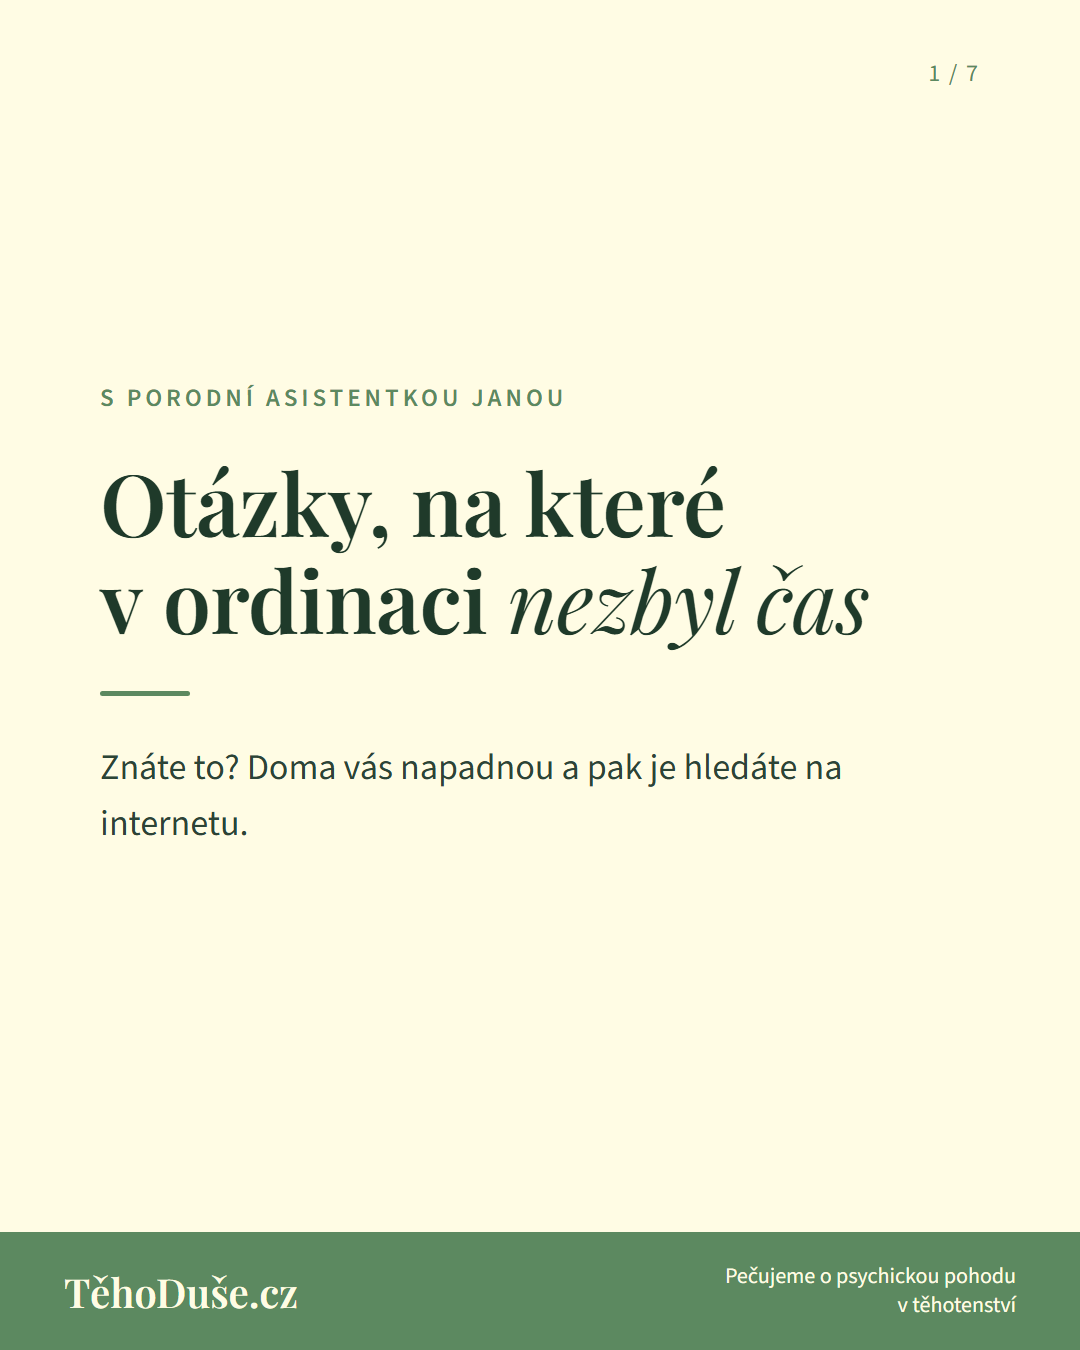 1 / 7
S PORODNÍ ASISTENTKOU JANOU
Otázky, na které
v ordinaci nezbyl čas
Znáte to? Doma vás napadnou a pak je hledáte na
internetu.
TěhoDuše.cz
Pečujeme o psychickou pohodu
v těhotenství